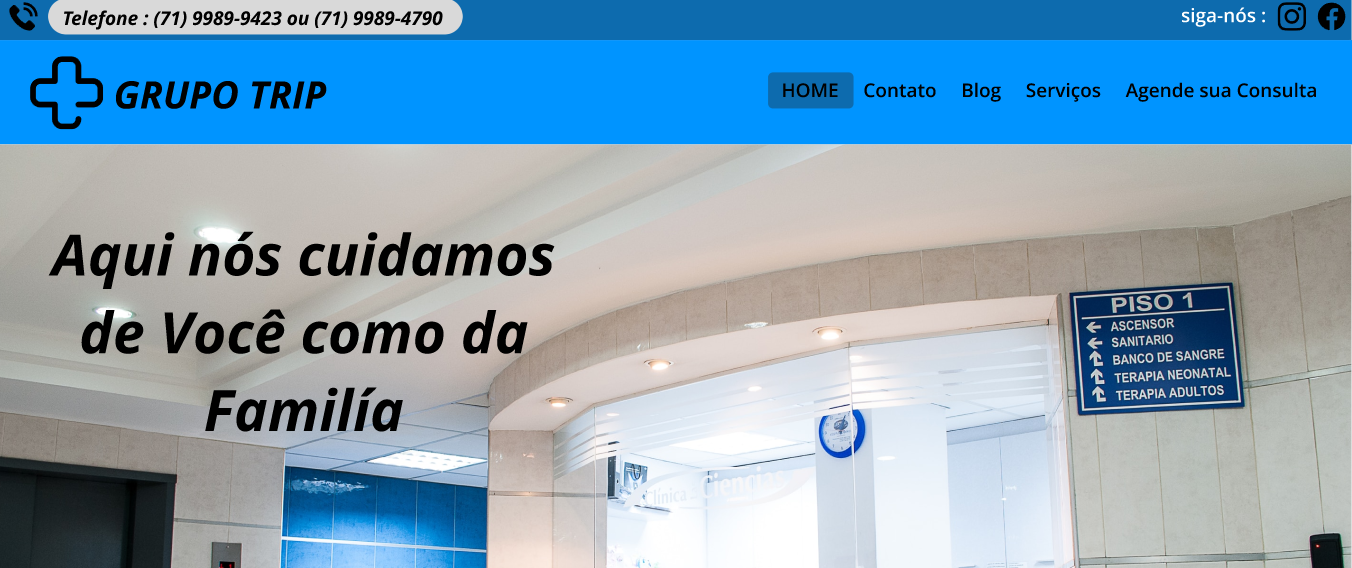 Telefone : (71) 9989-9423 ou (71) 9989-4790
siga-nós :
GRUPO TRIP
HOME Contato Blog Serviços Agende sua Consulta
Aqui nós cuidamos
de Você como da
Familía
PISO 1
ASCENSOR
SANITARIO
BANCO DE SANGRE
TERAPIA NEONATAL
TERAPIA ADULTOS
Clínica
Ciencias